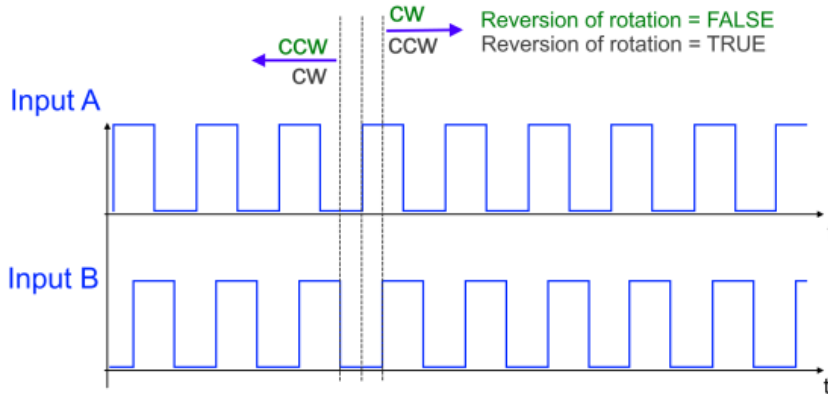 CW
Reversion of rotation = FALSE
CCW
CCW
Reversion of rotation = TRUE
CW
Input A
Input B
t